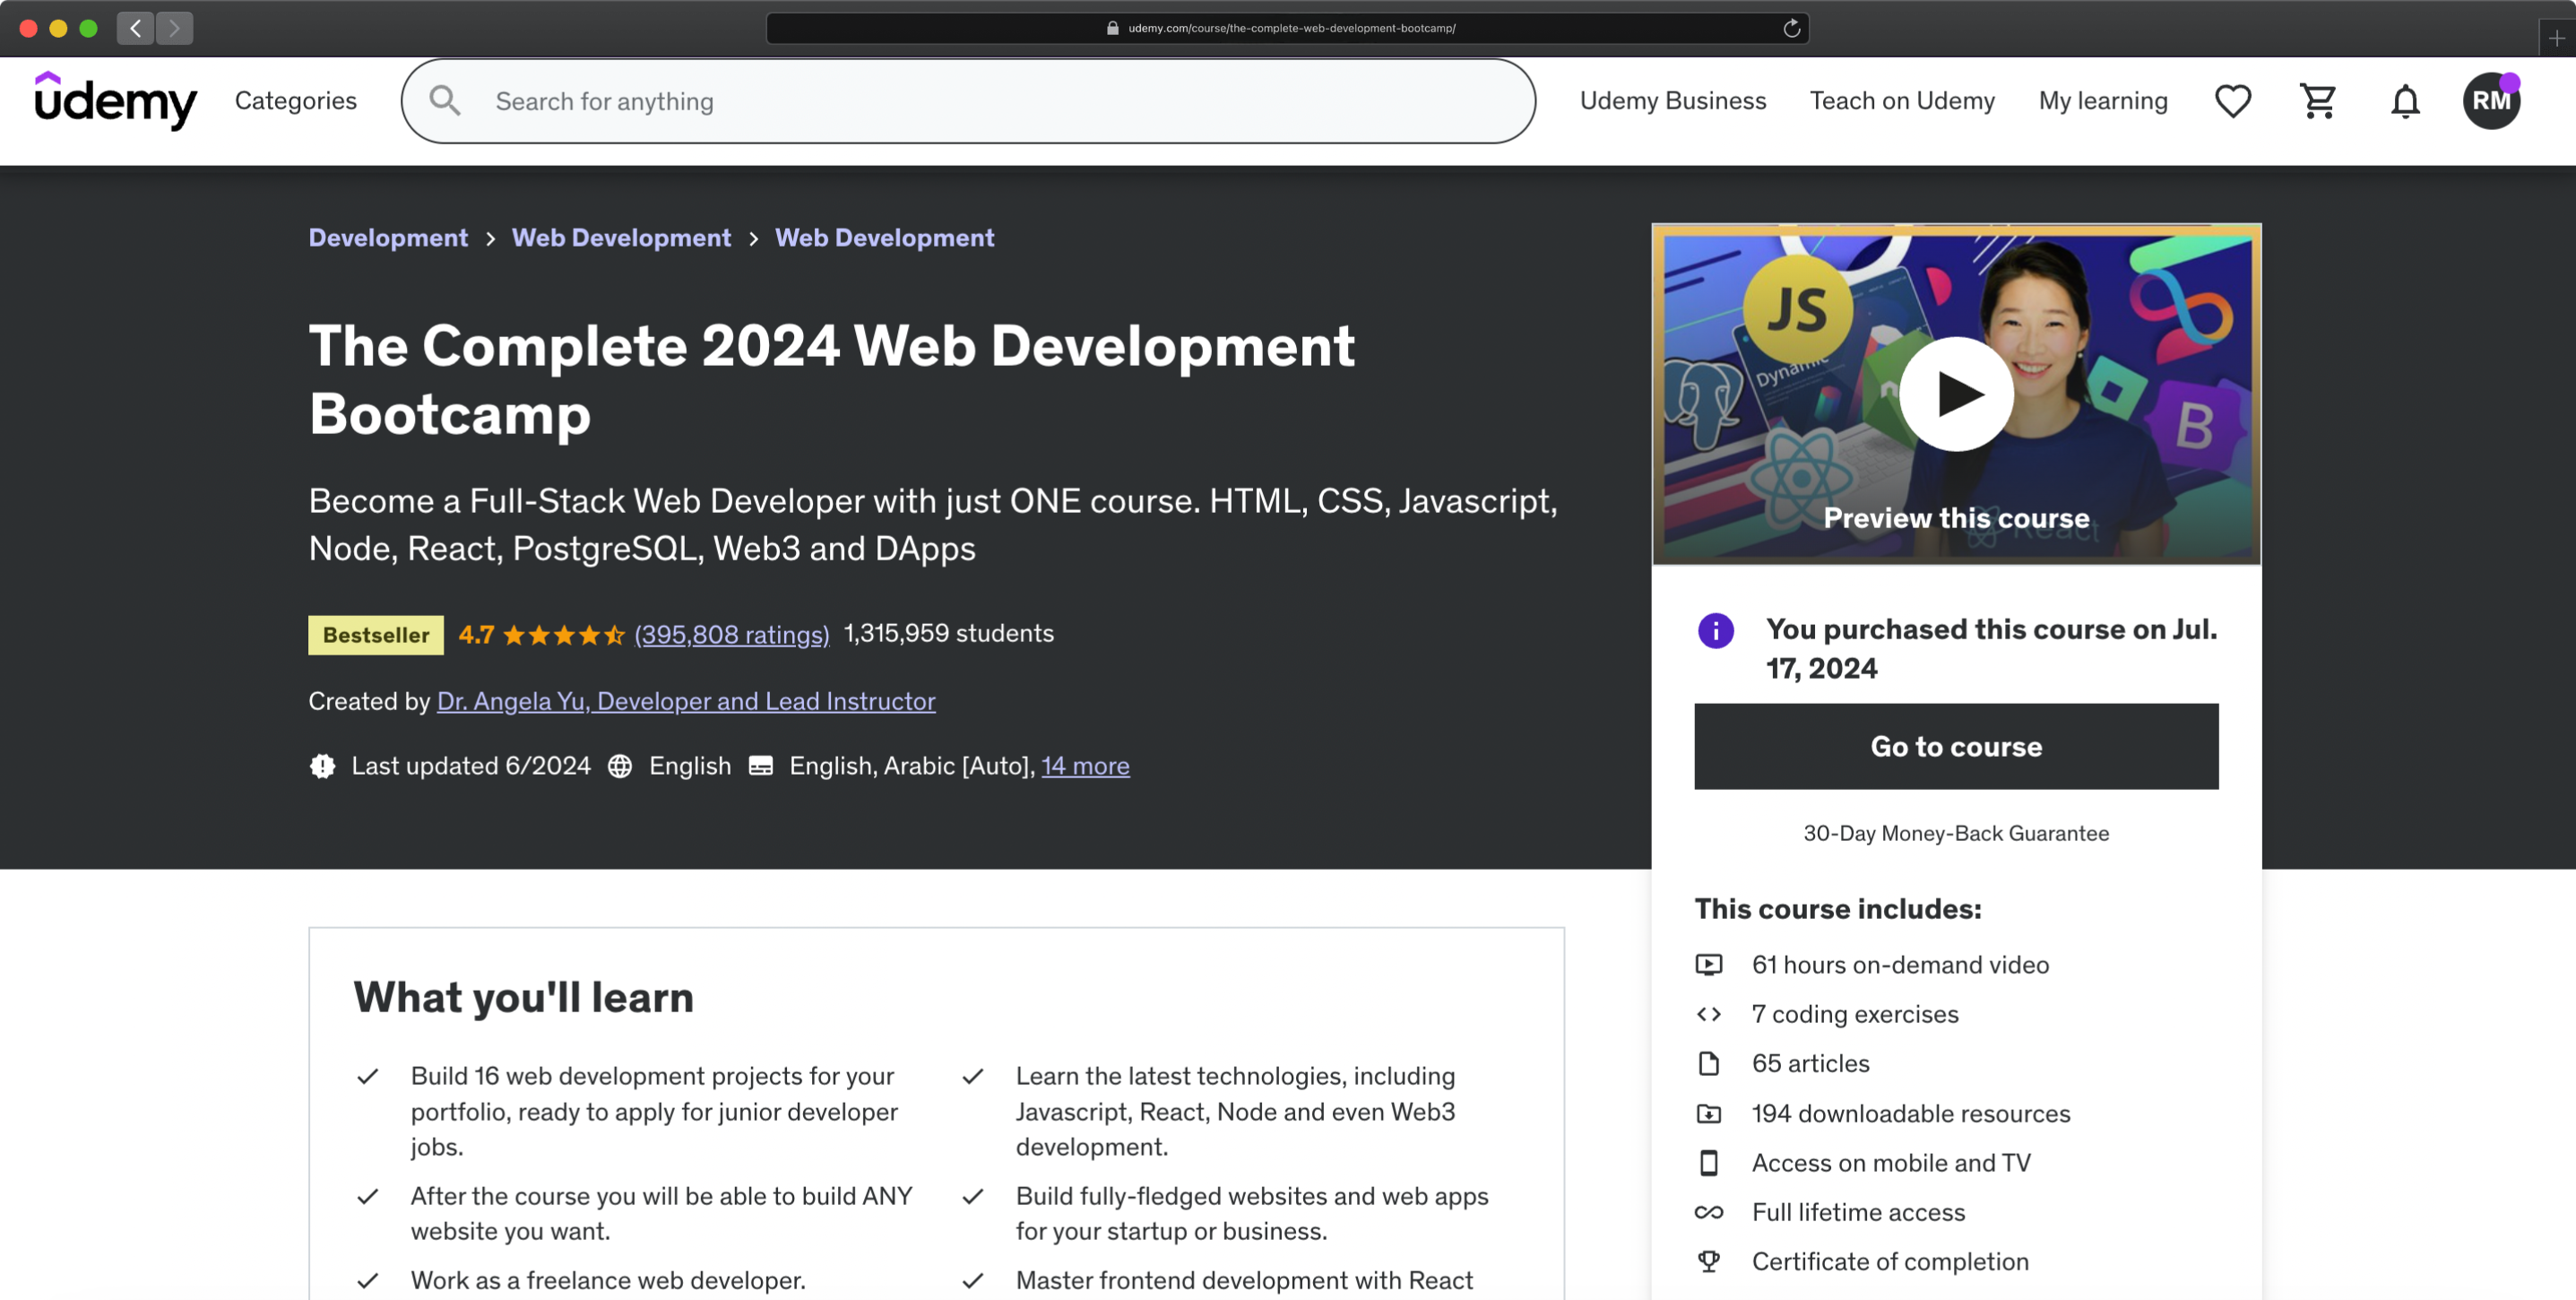 udemy.com/course/the-complete-web-development-bootcamp/
udemy
Categories
Search for anything
Udemy Business
Teach on Udemy
My learning
RM
Development > Web Development > Web Development
The Complete 2024 Web Development
Bootcamp
Become a Full-Stack Web Developer with just ONE course. HTML, CSS, Javascript,
Node, React, PostgreSQL, Web3 and DApps
Bestseller 4.7 (395,808 ratings) 1,315,959 students
Created by Dr. Angela Yu, Developer and Lead Instructor
Last updated 6/2024 English English, Arabic [Auto], 14 more
JS
Dynamic
B
React
Preview this course
You purchased this course on Jul.
17, 2024
Go to course
30-Day Money-Back Guarantee
This course includes:
61 hours on-demand video
7 coding exercises
65 articles
194 downloadable resources
Access on mobile and TV
Full lifetime access
Certificate of completion
What you'll learn
Build 16 web development projects for your
portfolio, ready to apply for junior developer
jobs.
Learn the latest technologies, including
Javascript, React, Node and even Web3
development.
After the course you will be able to build ANY
website you want.
Build fully-fledged websites and web apps
for your startup or business.
Work as a freelance web developer.
Master frontend development with React